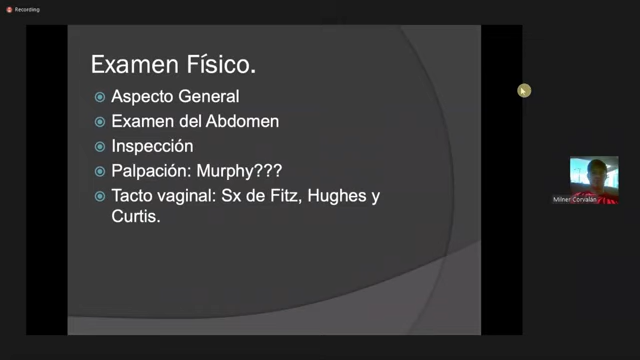 Recording
Examen Físico.
Aspecto General
Examen del Abdomen
Inspección
Palpación: Murphy???
Tacto vaginal: Sx de Fitz, Hughes y
Curtis.
Milner Corvalán